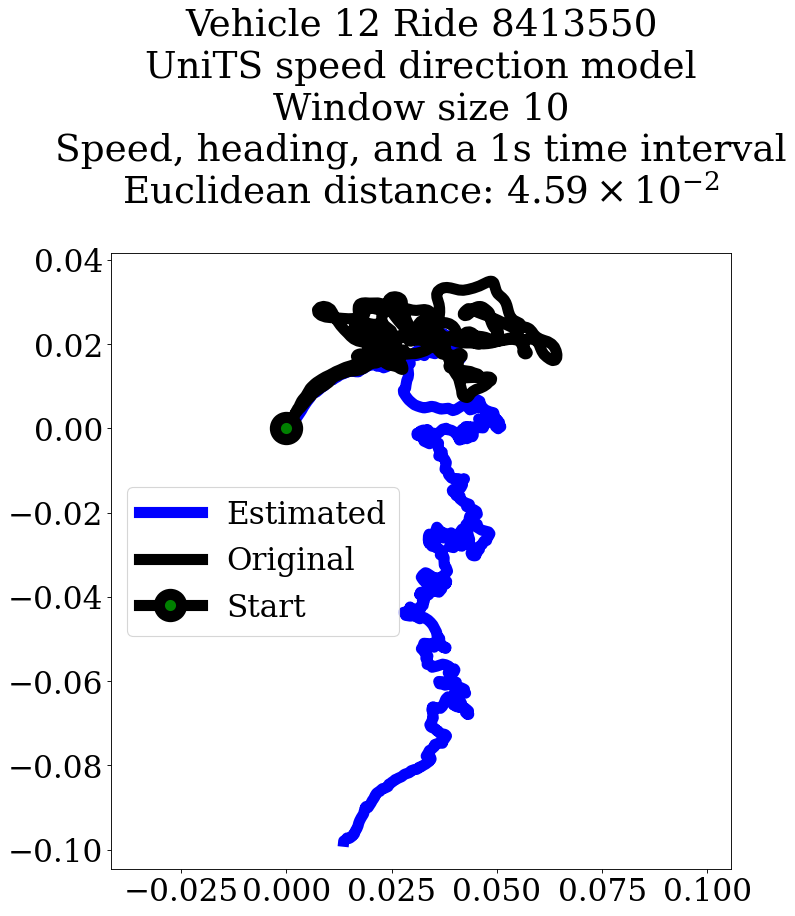 Vehicle 12 Ride 8413550
UniTS speed direction model
Window size 10
Speed, heading, and a 1s time interval
Euclidean distance: 4.59 × 10⁻²
0.04
0.02
0.00
−0.02
−0.04
−0.06
−0.08
−0.10
Estimated
Original
Start
−0.025 0.000 0.025 0.050 0.075 0.100